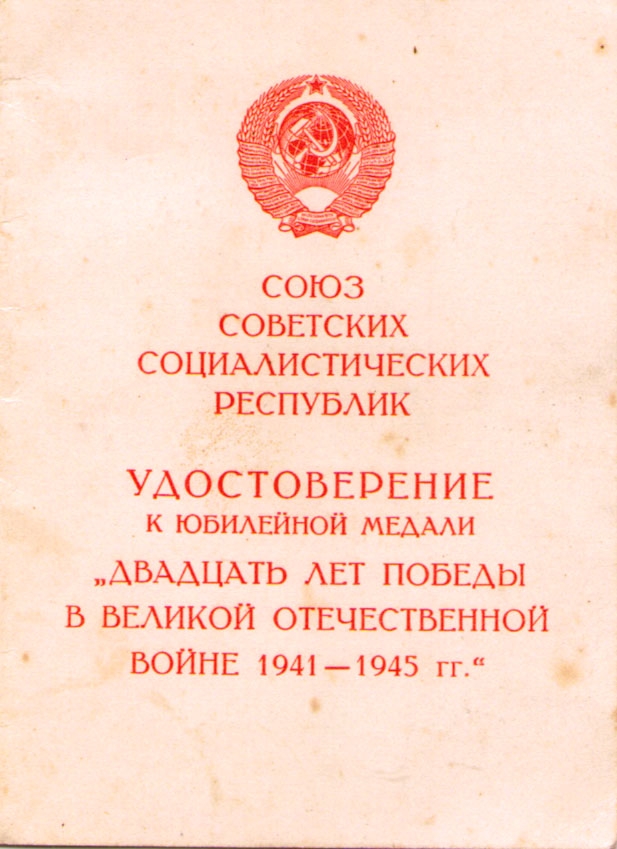 СОЮЗ
СОВЕТСКИХ
СОЦИАЛИСТИЧЕСКИХ
РЕСПУБЛИК
УДОСТОВЕРЕНИЕ
К ЮБИЛЕЙНОЙ МЕДАЛИ
„ДВАДЦАТЬ ЛЕТ ПОБЕДЫ
В ВЕЛИКОЙ ОТЕЧЕСТВЕННОЙ
ВОЙНЕ 1941—1945 гг.“